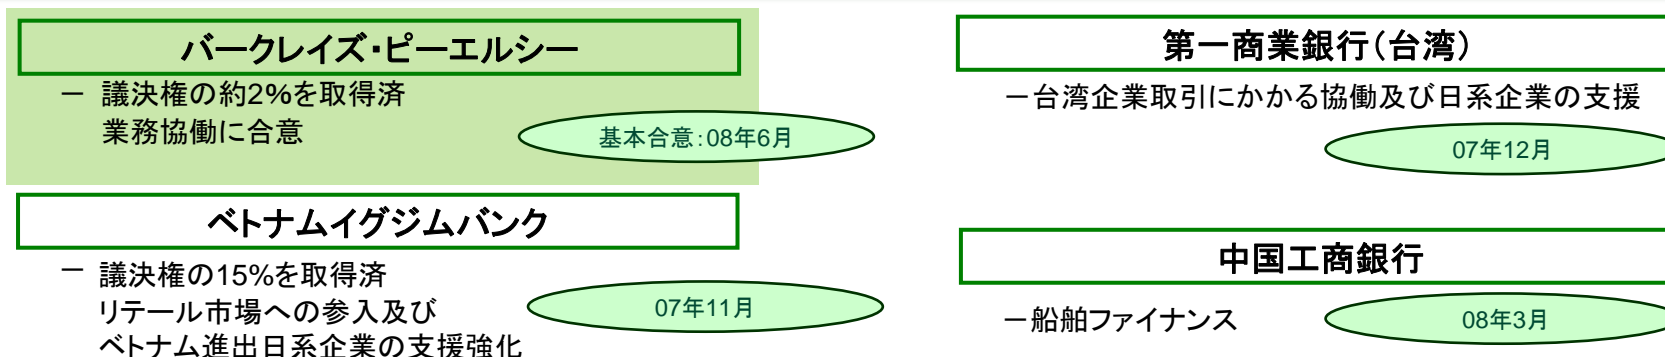 バークレイズ・ピーエルシー
－ 議決権の約2%を取得済
業務協働に合意
基本合意：08年6月
ベトナムイグジムバンク
－ 議決権の15%を取得済
リテール市場への参入及び
ベトナム進出日系企業の支援強化
07年11月
第一商業銀行（台湾）
－台湾企業取引にかかる協働及び日系企業の支援
07年12月
中国工商銀行
－船舶ファイナンス
08年3月